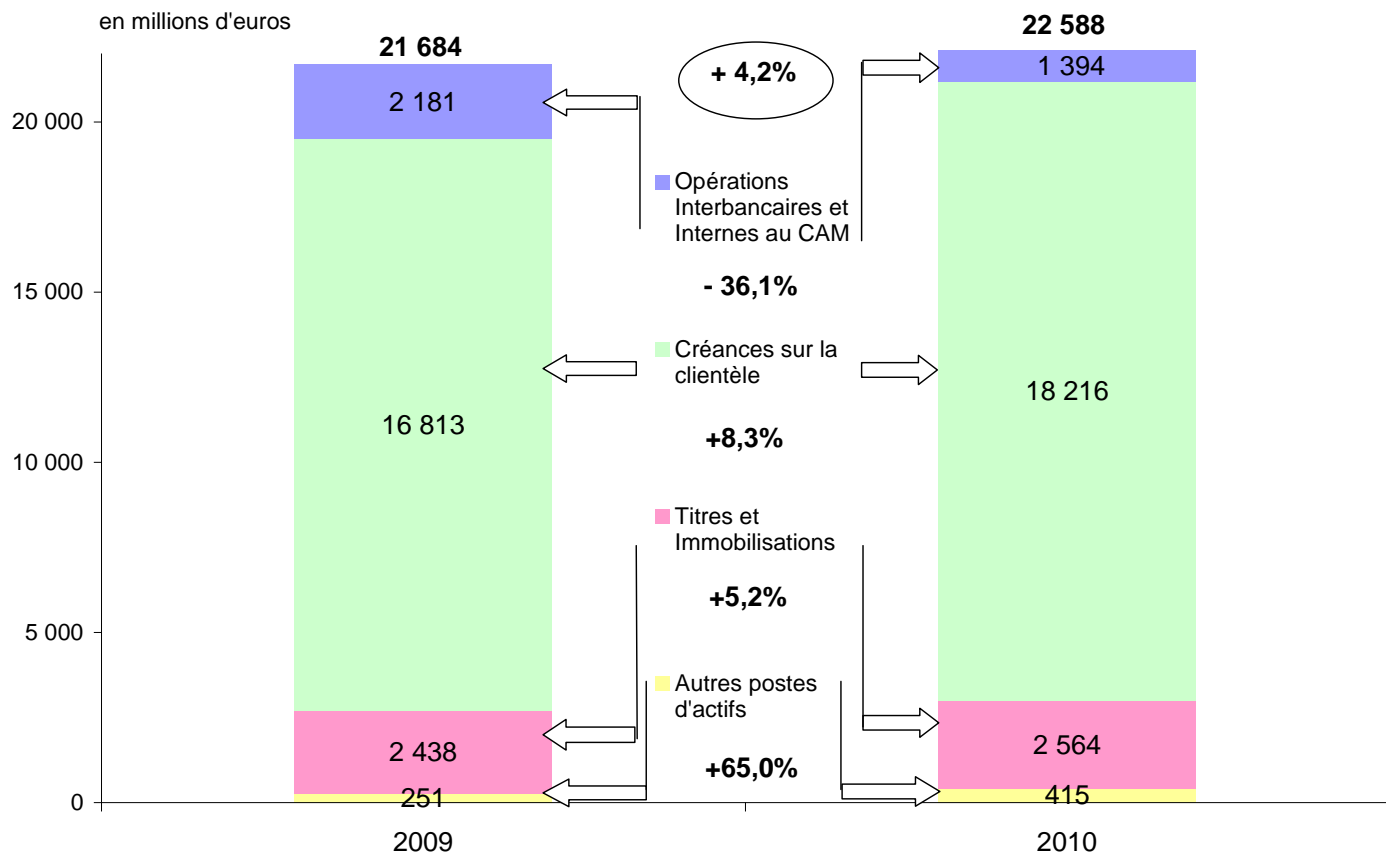 en millions d'euros
21 684
22 588
+ 4,2%
2 181
1 394
20 000
Opérations
Interbancaires et
Internes au CAM
- 36,1%
15 000
Créances sur la
clientèle
16 813
18 216
+8,3%
10 000
Titres et
Immobilisations
+5,2%
5 000
Autres postes
d'actifs
2 438
2 564
+65,0%
251
415
0
2009
2010